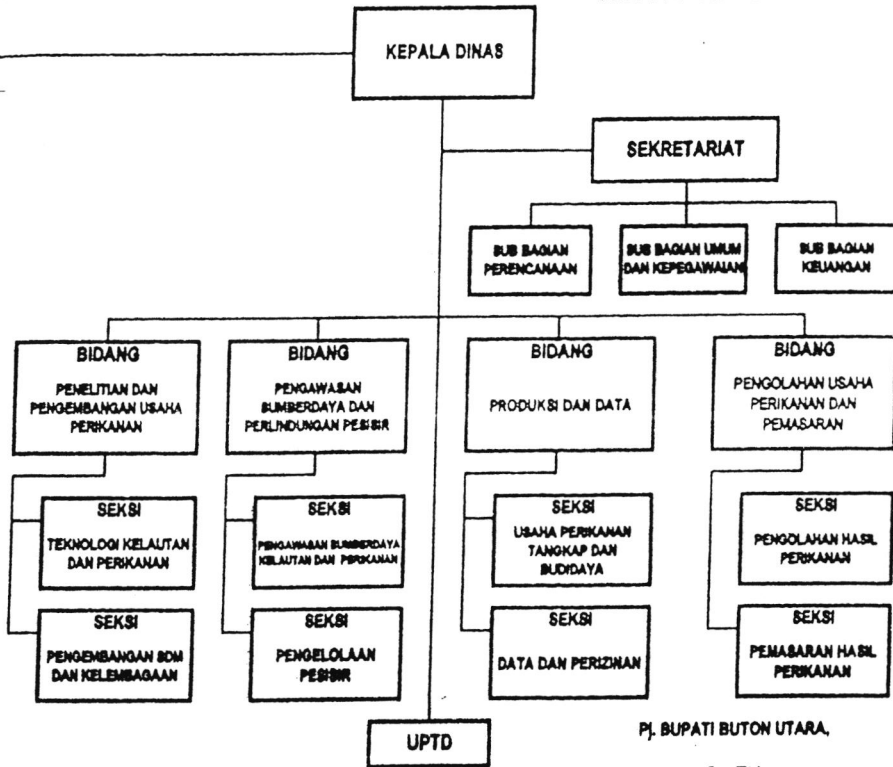 KEPALA DINAS
SEKRETARIAT
SUB BAGIAN
PERENCANAAN
SUB BAGIAN UMUM
DAN KEPEGAWAIAN
SUB BAGIAN
KEUANGAN
BIDANG
PENELITIAN DAN
PENGEMBANGAN USAHA
PERIKANAN
BIDANG
PENGAWASAN
SUMBERDAYA DAN
PERLINDUNGAN PESISIR
BIDANG
PRODUKSI DAN DATA
BIDANG
PENGOLAHAN USAHA
PERIKANAN DAN
PEMASARAN
SEKSI
TEKNOLOGI KELAUTAN
DAN PERIKANAN
SEKSI
PENGAWASAN SUMBERDAYA
KELAUTAN DAN PERIKANAN
SEKSI
USAHA PERIKANAN
TANGKAP DAN
BUDIDAYA
SEKSI
PENGOLAHAN HASIL
PERIKANAN
SEKSI
PENGEMBANGAN SDM
DAN KELEMBAGAAN
SEKSI
PENGELOLAAN
PESISIR
SEKSI
DATA DAN PERIZINAN
SEKSI
PEMASARAN HASIL
PERIKANAN
UPTD
Pj. BUPATI BUTON UTARA,